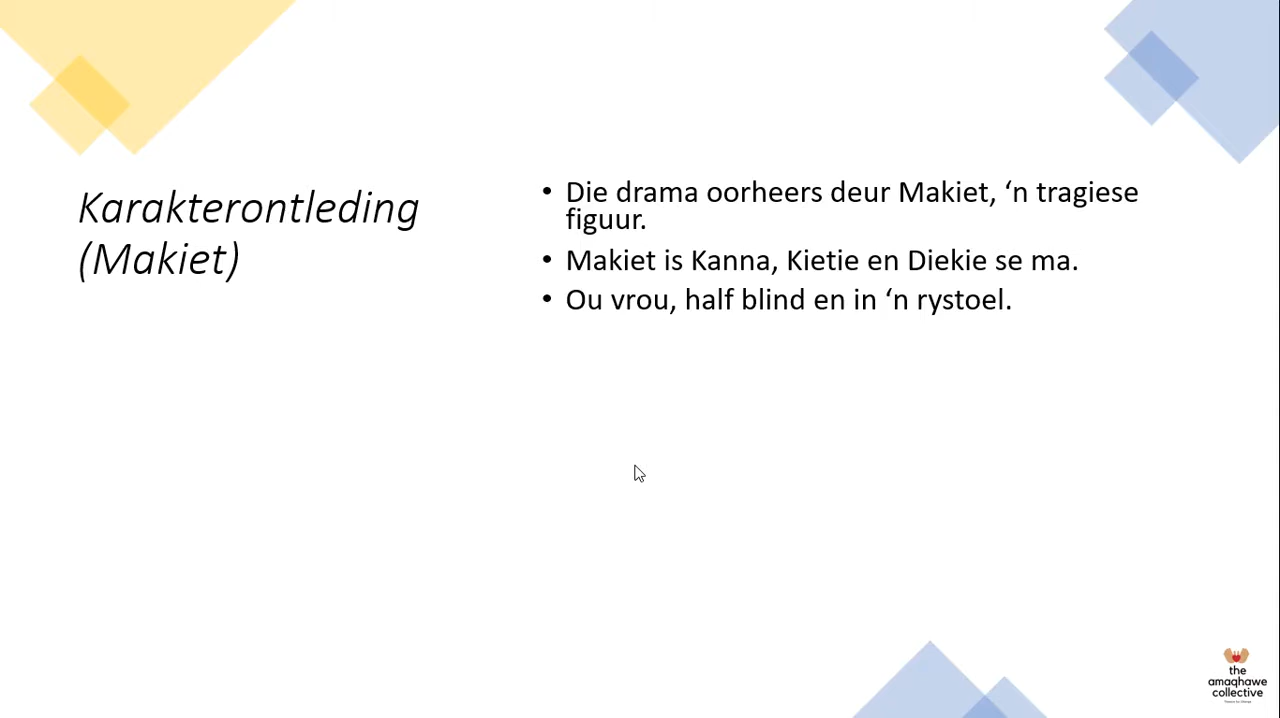 Karakterontleding
(Makiet)
• Die drama oorheers deur Makiet, ‘n tragiese
figuur.
• Makiet is Kanna, Kietie en Diekie se ma.
• Ou vrou, half blind en in ‘n rystoel.
the
amaqhawe
collective